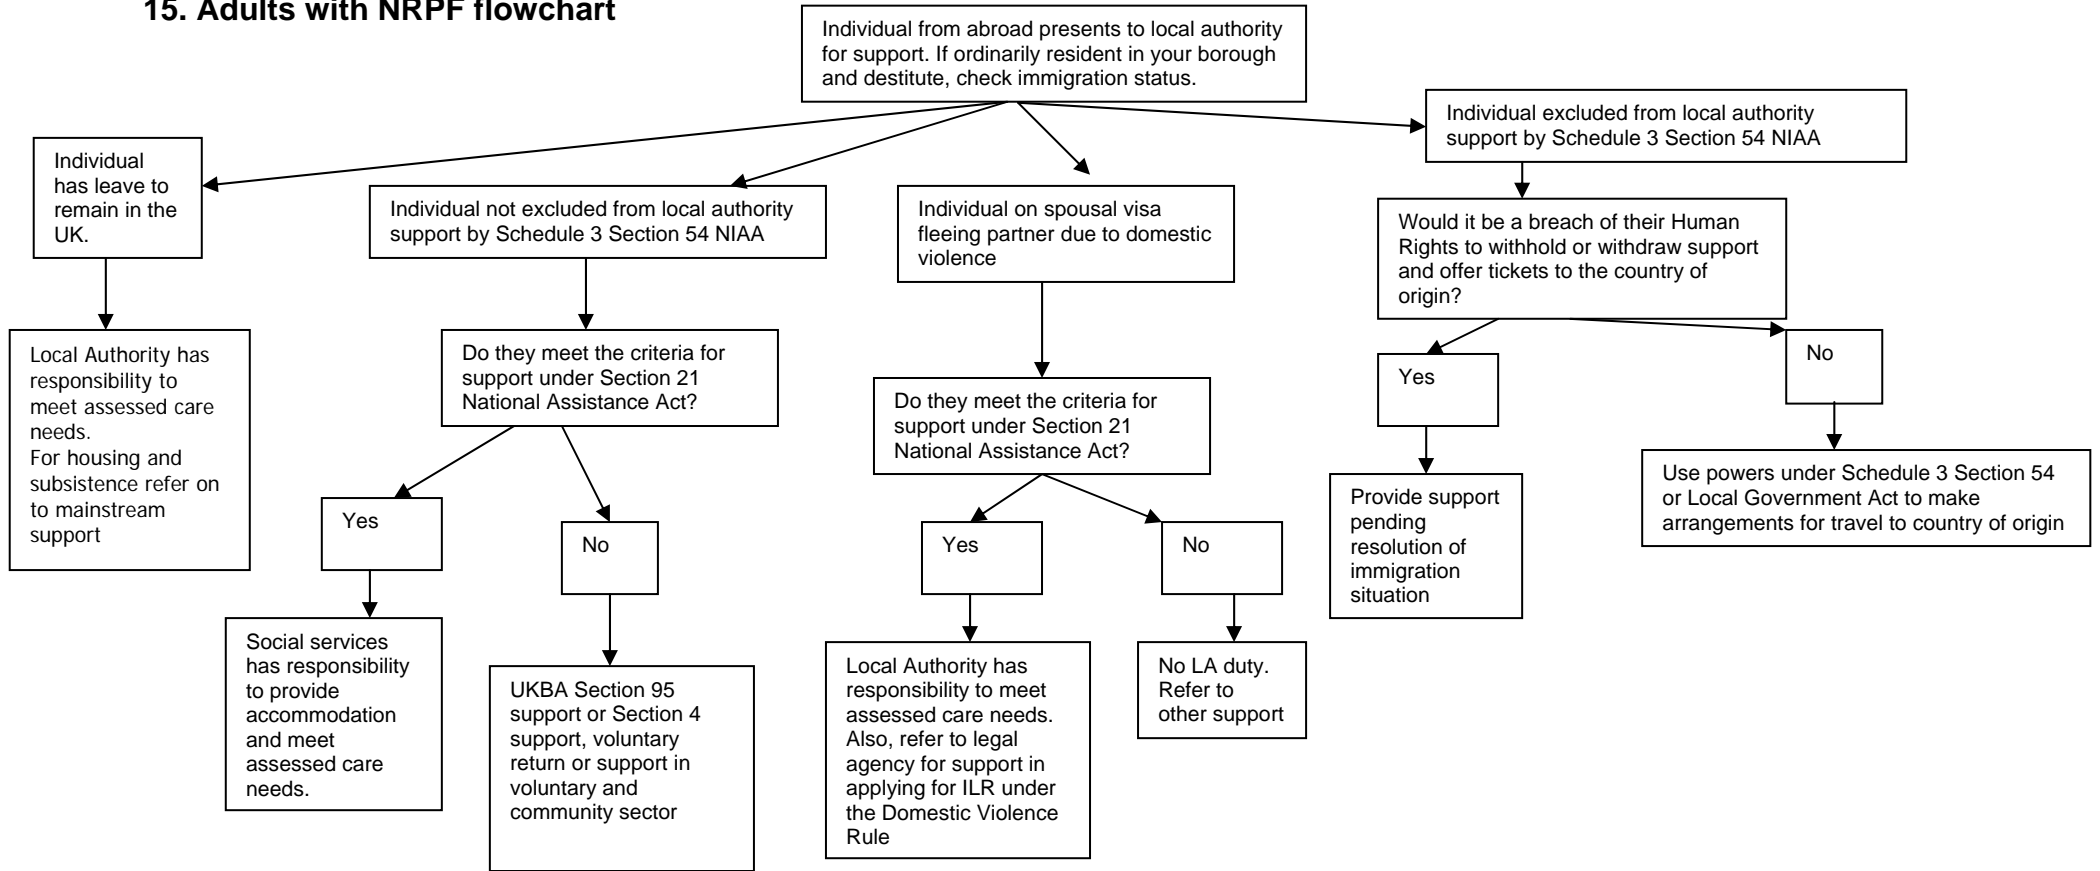 15. Adults with NRPF flowchart
Individual from abroad presents to local authority
for support. If ordinarily resident in your borough
and destitute, check immigration status.
Individual
has leave to
remain in the
UK.
Local Authority has
responsibility to
meet assessed care
needs.
For housing and
subsistence refer on
to mainstream
support
Individual not excluded from local authority
support by Schedule 3 Section 54 NIAA
Do they meet the criteria for
support under Section 21
National Assistance Act?
Yes
Social services
has responsibility
to provide
accommodation
and meet
assessed care
needs.
No
UKBA Section 95
support or Section 4
support, voluntary
return or support in
voluntary and
community sector
Individual on spousal visa
fleeing partner due to domestic
violence
Do they meet the criteria for
support under Section 21
National Assistance Act?
Yes
Local Authority has
responsibility to meet
assessed care needs.
Also, refer to legal
agency for support in
applying for ILR under
the Domestic Violence
Rule
No
No LA duty.
Refer to
other support
Individual excluded from local authority
support by Schedule 3 Section 54 NIAA
Would it be a breach of their Human
Rights to withhold or withdraw support
and offer tickets to the country of
origin?
Yes
Provide support
pending
resolution of
immigration
situation
No
Use powers under Schedule 3 Section 54
or Local Government Act to make
arrangements for travel to country of origin